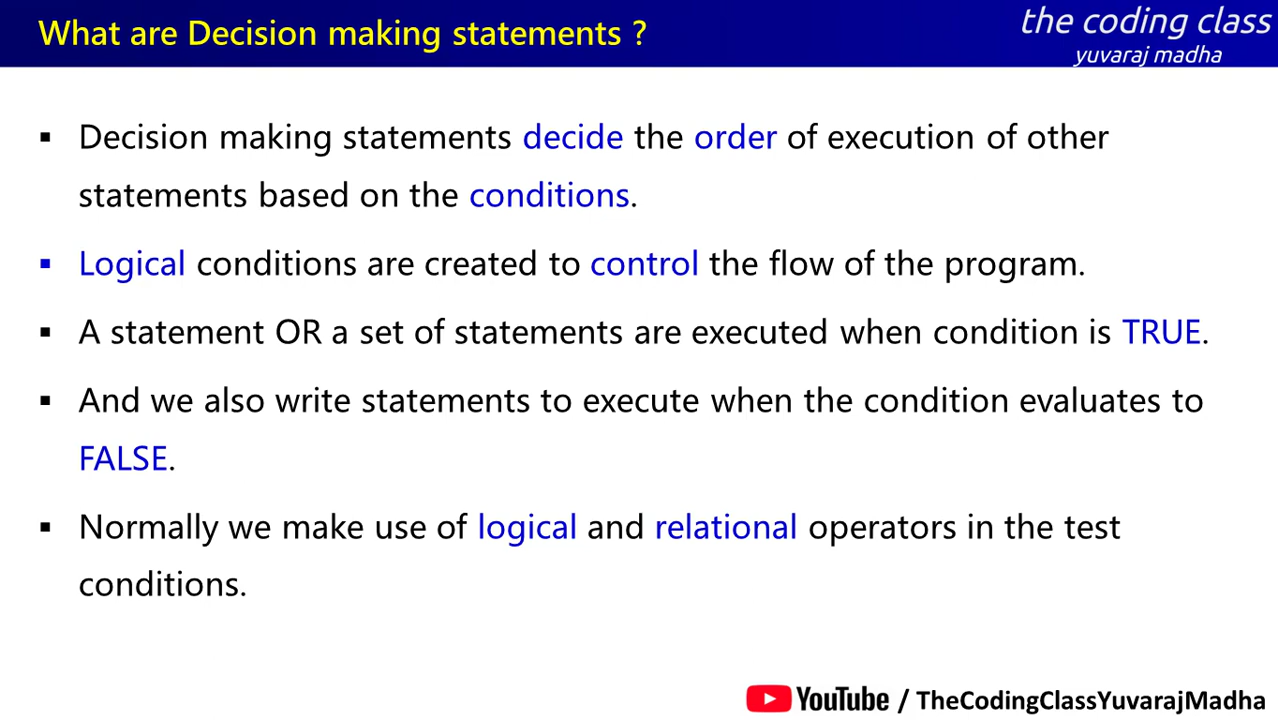 What are Decision making statements ?
the coding class
yuvaraj madha
▪ Decision making statements decide the order of execution of other
statements based on the conditions.
▪ Logical conditions are created to control the flow of the program.
▪ A statement OR a set of statements are executed when condition is TRUE.
▪ And we also write statements to execute when the condition evaluates to
FALSE.
▪ Normally we make use of logical and relational operators in the test
conditions.
YouTube / TheCodingClassYuvarajMadha